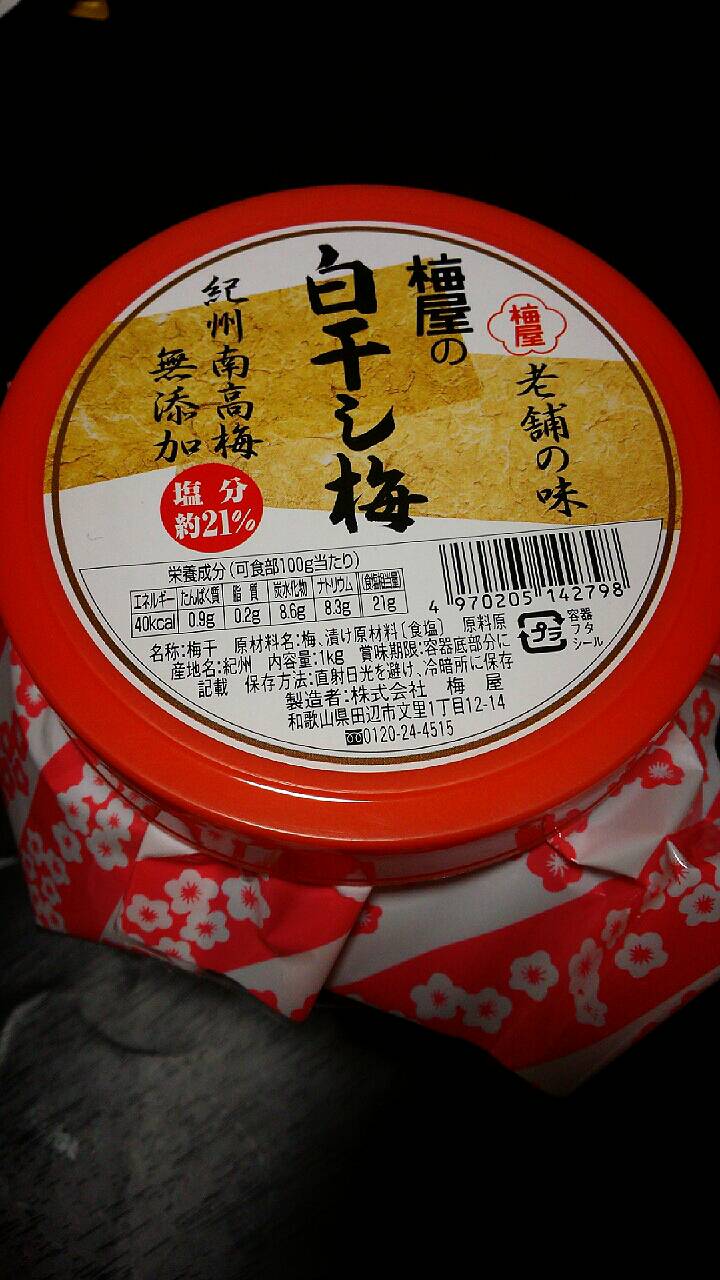 梅屋
老舗の味
梅屋の
白干し梅
紀州南高梅
無添加
塩分
約21%
栄養成分(可食部100g当たり)
エネルギー たんぱく質 脂質 炭水化物 ナトリウム (食塩相当量)
40kcal 0.9g 0.2g 8.6g 8.3g 21g
4 970205 142798
プラ
容器
フタ
シール
名称:梅干 原材料名:梅、漬け原材料(食塩) 原料原
産地名:紀州 内容量:1kg 賞味期限:容器底部分に
記載 保存方法:直射日光を避け、冷暗所に保存
製造者:株式会社 梅屋
和歌山県田辺市文里1丁目12-14
0120-24-4515